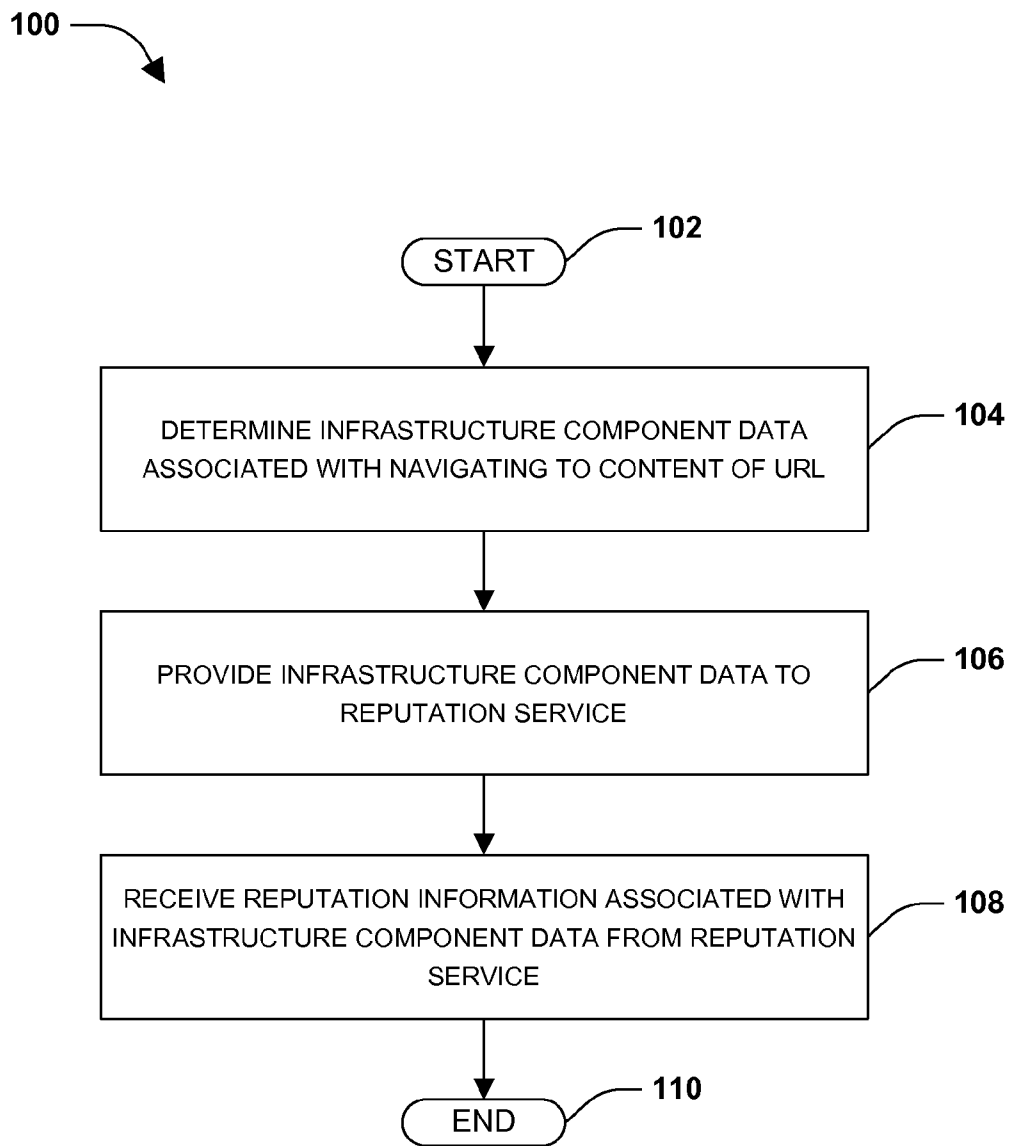 100
102
START
104
DETERMINE INFRASTRUCTURE COMPONENT DATA
ASSOCIATED WITH NAVIGATING TO CONTENT OF URL
106
PROVIDE INFRASTRUCTURE COMPONENT DATA TO
REPUTATION SERVICE
108
RECEIVE REPUTATION INFORMATION ASSOCIATED WITH
INFRASTRUCTURE COMPONENT DATA FROM REPUTATION
SERVICE
110
END